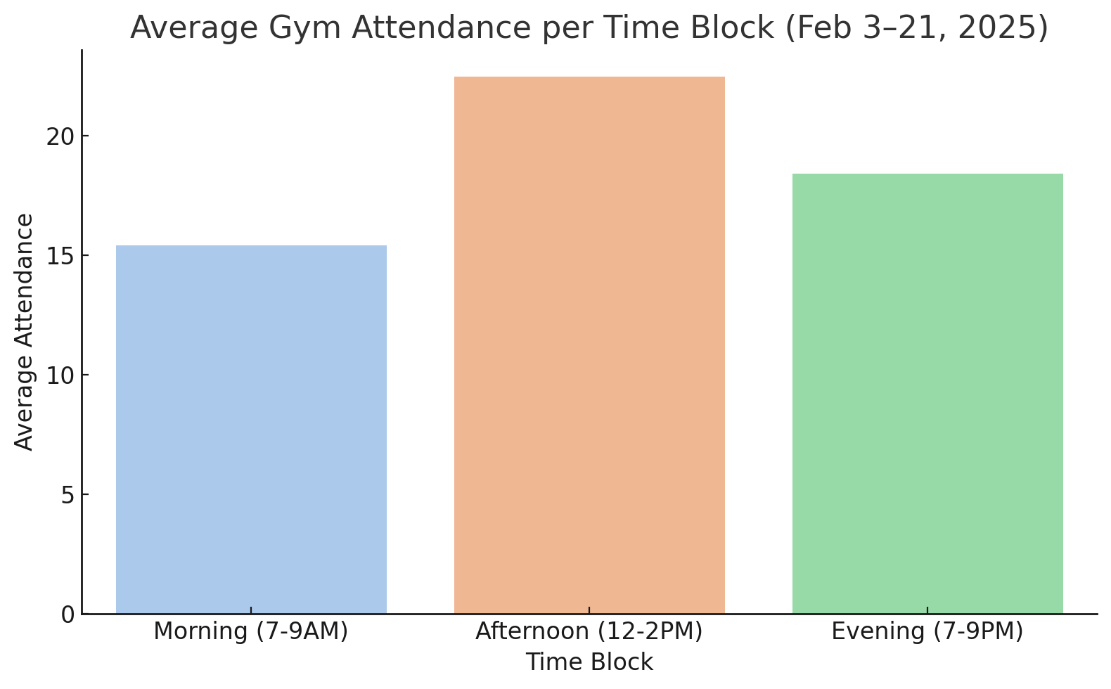 Average Gym Attendance per Time Block (Feb 3–21, 2025)
Average Attendance
20
15
10
5
0
Morning (7-9AM)
Afternoon (12-2PM)
Evening (7-9PM)
Time Block